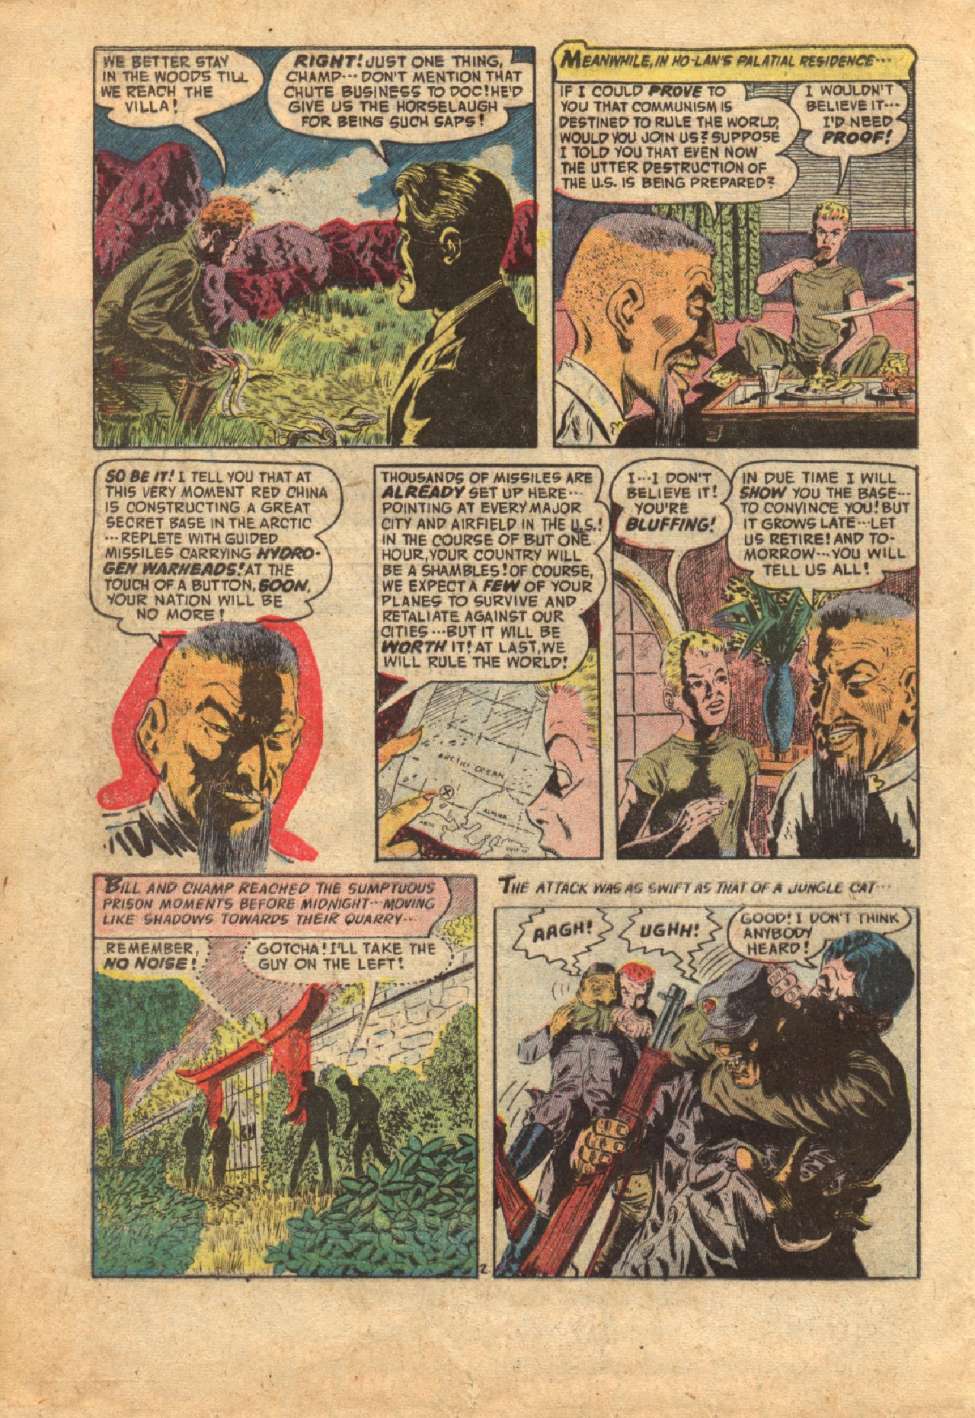 WE BETTER STAY
IN THE WOODS TILL
WE REACH THE
VILLA!
RIGHT! JUST ONE THING,
CHAMP--- DON'T MENTION THAT
CHUTE BUSINESS TO DOC! HE'D
GIVE US THE HORSELAUGH
FOR BEING SUCH SAPS!
MEANWHILE, IN HO-LAN'S PALATIAL RESIDENCE---
IF I COULD PROVE TO
YOU THAT COMMUNISM IS
DESTINED TO RULE THE WORLD,
WOULD YOU JOIN US? SUPPOSE
I TOLD YOU THAT EVEN NOW
THE UTTER DESTRUCTION OF
THE U.S. IS BEING PREPARED?
I WOULDN'T
BELIEVE IT---
I'D NEED
PROOF!
SO BE IT! I TELL YOU THAT AT
THIS VERY MOMENT RED CHINA
IS CONSTRUCTING A GREAT
SECRET BASE IN THE ARCTIC
---REPLETE WITH GUIDED
MISSILES CARRYING HYDRO-
GEN WARHEADS! AT THE
TOUCH OF A BUTTON, SOON,
YOUR NATION WILL BE
NO MORE!
THOUSANDS OF MISSILES ARE
ALREADY SET UP HERE---
POINTING AT EVERY MAJOR
CITY AND AIRFIELD IN THE U.S.!
IN THE COURSE OF BUT ONE
HOUR, YOUR COUNTRY WILL
BE A SHAMBLES! OF COURSE,
WE EXPECT A FEW OF YOUR
PLANES TO SURVIVE AND
RETALIATE AGAINST OUR
CITIES---BUT IT WILL BE
WORTH IT! AT LAST, WE
WILL RULE THE WORLD!
ARCTIC OCEAN
I---I DON'T
BELIEVE IT!
YOU'RE
BLUFFING!
IN DUE TIME I WILL
SHOW YOU THE BASE---
TO CONVINCE YOU! BUT
IT GROWS LATE---LET
US RETIRE! AND TO-
MORROW---YOU WILL
TELL US ALL!
BILL AND CHAMP REACHED THE SUMPTUOUS
PRISON MOMENTS BEFORE MIDNIGHT---MOVING
LIKE SHADOWS TOWARDS THEIR QUARRY---
REMEMBER,
NO NOISE!
GOTCHA! I'LL TAKE THE
GUY ON THE LEFT!
2
THE ATTACK WAS AS SWIFT AS THAT OF A JUNGLE CAT---
AAGH!
UGHH!
GOOD! I DON'T THINK
ANYBODY
HEARD!